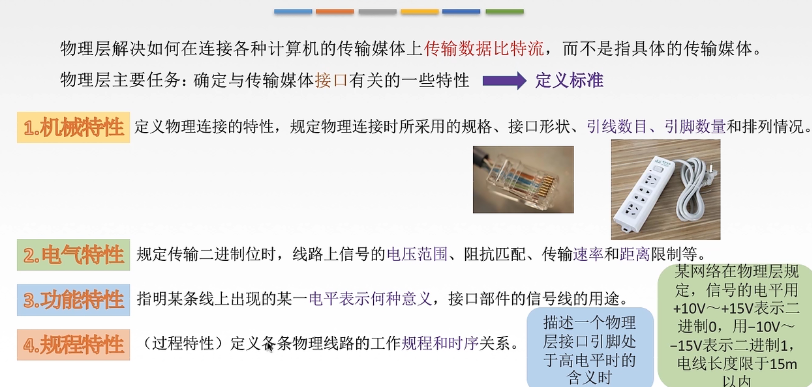 物理层解决如何在连接各种计算机的传输媒体上传输数据比特流，而不是指具体的传输媒体。
物理层主要任务：确定与传输媒体接口有关的一些特性
定义标准
1.机械特性
定义物理连接的特性，规定物理连接时所采用的规格、接口形状、引线数目、引脚数量和排列情况。
2.电气特性
规定传输二进制位时，线路上信号的电压范围、阻抗匹配、传输速率和距离限制等。
3.功能特性
指明某条线上出现的某一电平表示何种意义，接口部件的信号线的用途。
4.规程特性
（过程特性）定义各条物理线路的工作规程和时序关系。
描述一个物理
层接口引脚处
于高电平时的
含义时
某网络在物理层规
定，信号的电平用
+10V～+15V表示二
进制0，用−10V～
−15V表示二进制1，
电线长度限于15m
以内